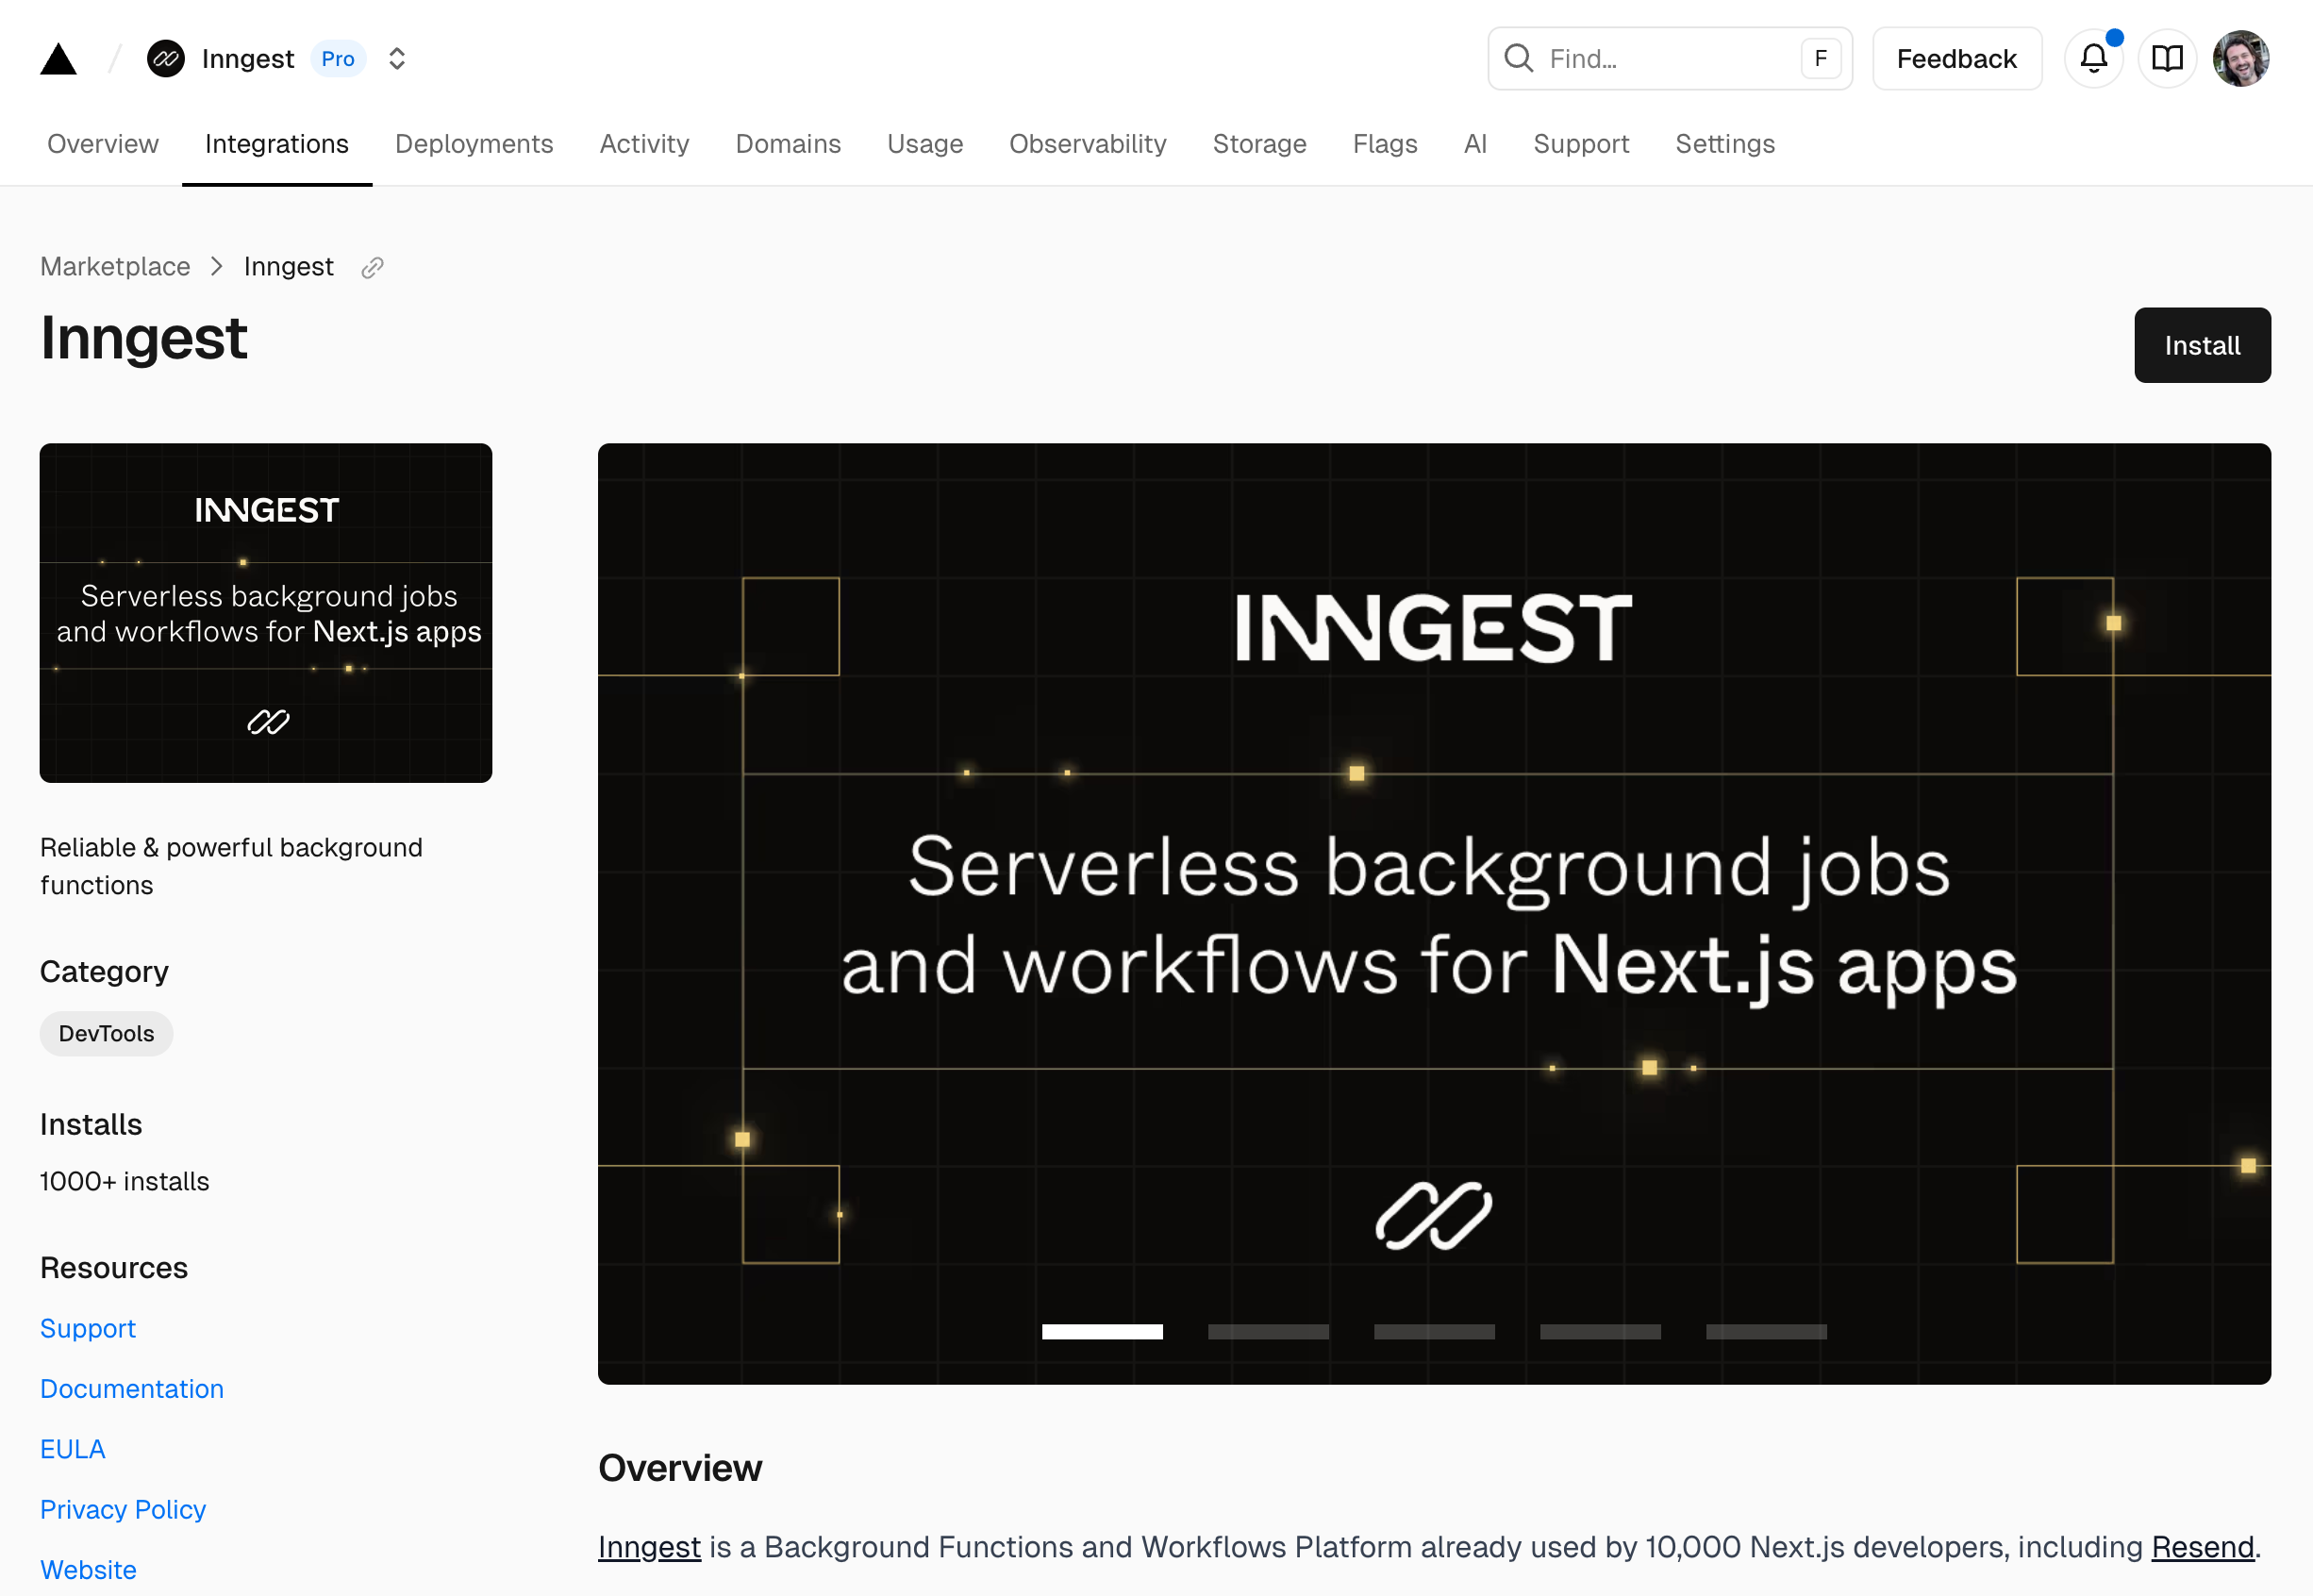 Inngest Pro
Find... F
Feedback
Overview Integrations Deployments Activity Domains Usage Observability Storage Flags AI Support Settings
Marketplace > Inngest
Inngest
Install
INNGEST
Serverless background jobs
and workflows for Next.js apps
Reliable & powerful background
functions
Category
DevTools
Installs
1000+ installs
Resources
Support
Documentation
EULA
Privacy Policy
Website
INNGEST
Serverless background jobs
and workflows for Next.js apps
Overview
Inngest is a Background Functions and Workflows Platform already used by 10,000 Next.js developers, including Resend.